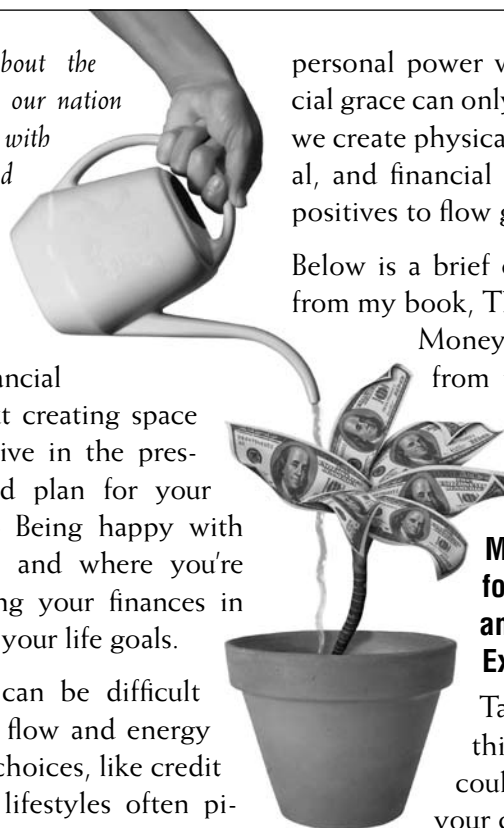 bout the
our nation
with
d
ancial
t creating space
ive in the pres-
d plan for your
Being happy with
and where you're
ng your finances in
your life goals.
can be difficult
flow and energy
choices, like credit
lifestyles often pi-
personal power
cial grace can only
we create physica
al, and financial
positives to flow g
Below is a brief
from my book, T
Money
from
M
fo
an
Ex
Ta
thi
coul
your